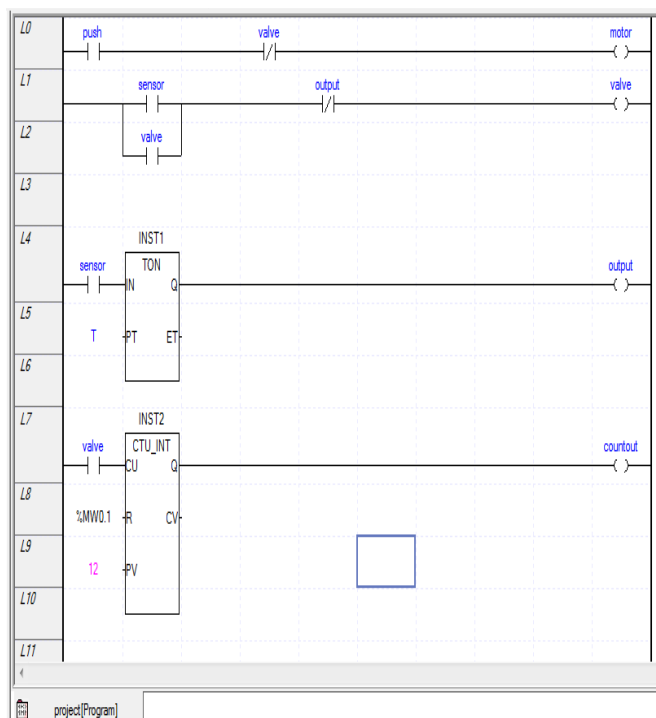 L0 push valve motor
L1 sensor output valve
L2 valve
L3
L4 INST1
sensor TON output
IN Q
L5 T PT ET
L6
L7 INST2
valve CTU_INT countout
CU Q
L8 %MW0.1 R CV
L9 12 PV
L10
L11
project[Program]